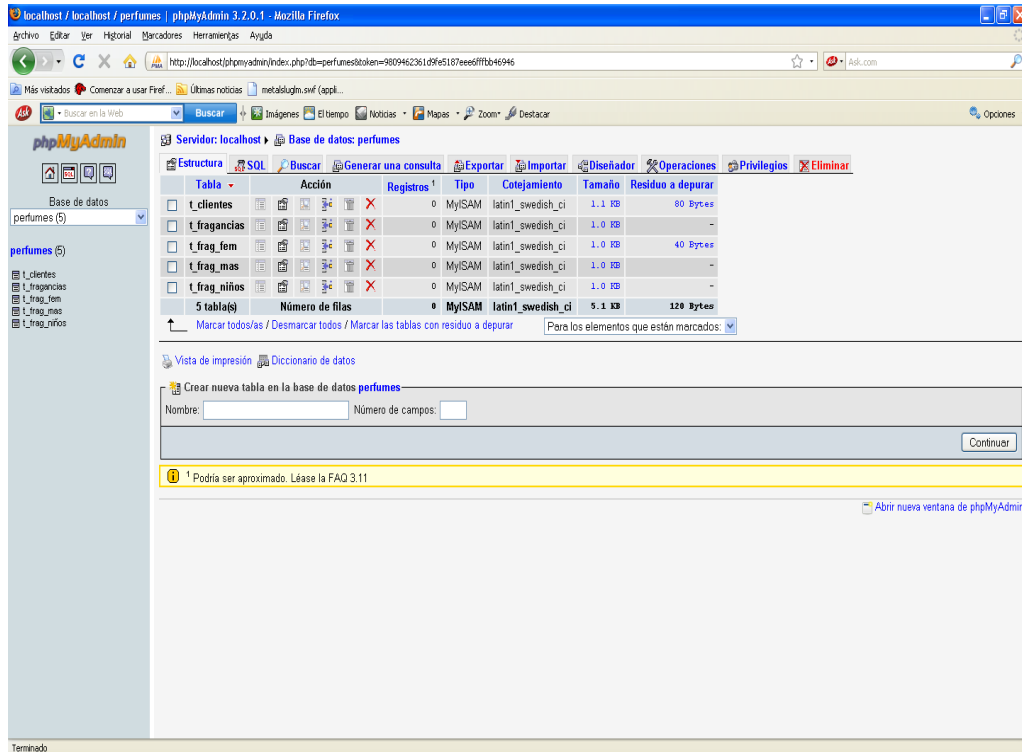 localhost / localhost / perfumes | phpMyAdmin 3.2.0.1 - Mozilla Firefox
Archivo Editar Ver Historial Marcadores Herramientas Ayuda
http://localhost/phpmyadmin/index.php?db=perfumes&token=9809462361d9fe5187eee6fffbb46946
Ask.com
Más visitados Comenzar a usar Firef... Últimas noticias metalsluglm.swf (appli...
Ask Buscar en la Web Buscar Imágenes El tiempo Noticias Mapas Zoom Destacar Opciones
phpMyAdmin
SQL
Base de datos
perfumes (5)
perfumes (5)
t_clientes
t_fragancias
t_frag_fem
t_frag_mas
t_frag_niños
Servidor: localhost Base de datos: perfumes
Estructura SQL Buscar Generar una consulta Exportar Importar Diseñador Operaciones Privilegios Eliminar
Tabla Acción Registros 1 Tipo Cotejamiento Tamaño Residuo a depurar
t_clientes 0 MyISAM latin1_swedish_ci 1.1 KB 80 Bytes
t_fragancias 0 MyISAM latin1_swedish_ci 1.0 KB -
t_frag_fem 0 MyISAM latin1_swedish_ci 1.0 KB 40 Bytes
t_frag_mas 0 MyISAM latin1_swedish_ci 1.0 KB -
t_frag_niños 0 MyISAM latin1_swedish_ci 1.0 KB -
5 tabla(s) Número de filas 0 MyISAM latin1_swedish_ci 5.1 KB 120 Bytes
Marcar todos/as / Desmarcar todos / Marcar las tablas con residuo a depurar Para los elementos que están marcados:
Vista de impresión Diccionario de datos
Crear nueva tabla en la base de datos perfumes
Nombre: Número de campos:
Continuar
1 Podría ser aproximado. Léase la FAQ 3.11
Abrir nueva ventana de phpMyAdmin
Terminado